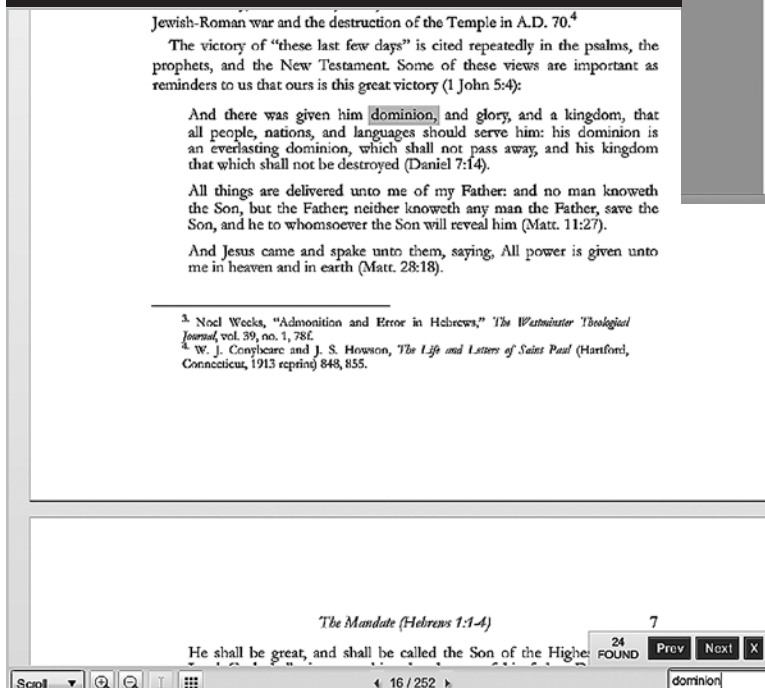 Jewish-Roman war and the destruction of the Temple in A.D. 70.4
The victory of “these last few days” is cited repeatedly in the psalms, the
prophets, and the New Testament. Some of these views are important as
reminders to us that ours is this great victory (1 John 5:4):
And there was given him dominion, and glory, and a kingdom, that
all people, nations, and languages should serve him: his dominion is
an everlasting dominion, which shall not pass away, and his kingdom
that which shall not be destroyed (Daniel 7:14).
All things are delivered unto me of my Father: and no man knoweth
the Son, but the Father; neither knoweth any man the Father, save the
Son, and he to whomsoever the Son will reveal him (Matt. 11:27).
And Jesus came and spake unto them, saying, All power is given unto
me in heaven and in earth (Matt. 28:18).
3. Noel Weeks, “Admonition and Error in Hebrews,” The Westminster Theological
Journal, vol. 39, no. 1, 78f.
4. W. J. Conybeare and J. S. Howson, The Life and Letters of Saint Paul (Hartford,
Connecticut, 1913 reprint) 848, 855.
The Mandate (Hebrews 1:1-4) 7
He shall be great, and shall be called the Son of the Highe
24 FOUND Prev Next X
Scroll 16 / 252 dominion